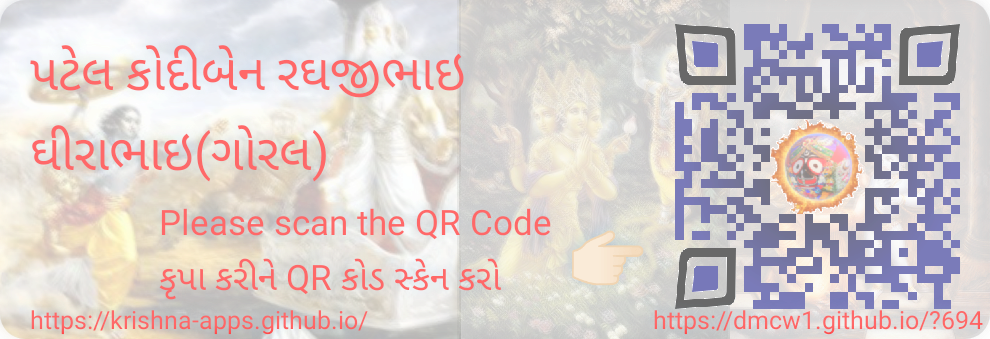 પટેલ કોદીબેન રઘજીભાઇ
ઘીરાભાઇ(ગોરલ)
Please scan the QR Code
કૃપા કરીને QR કોડ સ્કેન કરો
https://krishna-apps.github.io/
https://dmcw1.github.io/?694